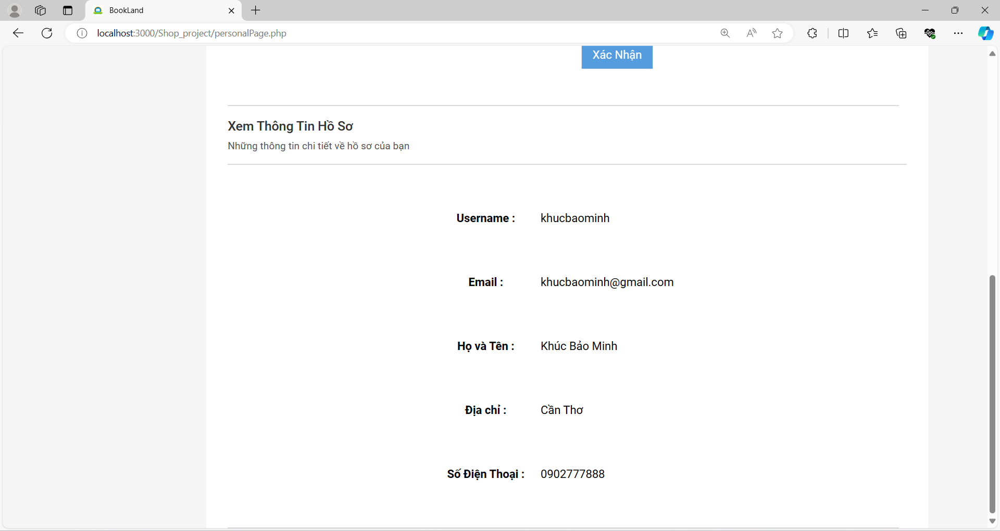 BookLand
localhost:3000/Shop_project/personalPage.php
Xác Nhận
Xem Thông Tin Hồ Sơ
Những thông tin chi tiết về hồ sơ của bạn
Username : khucbaominh
Email : khucbaominh@gmail.com
Họ và Tên : Khúc Bảo Minh
Địa chỉ : Cần Thơ
Số Điện Thoại : 0902777888